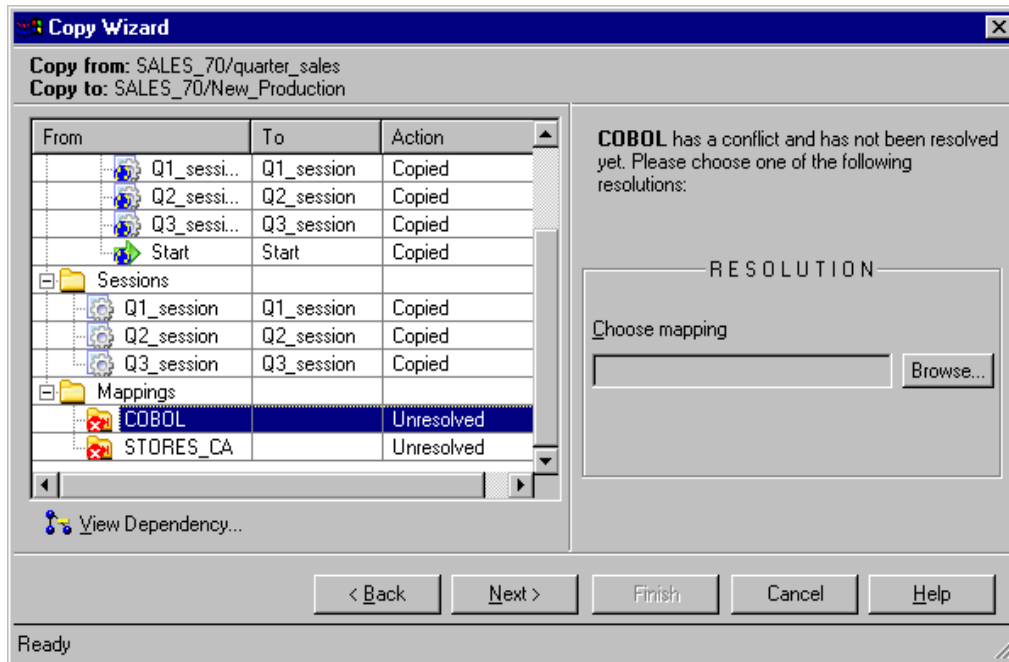 Copy Wizard
Copy from: SALES_70/quarter_sales
Copy to: SALES_70/New_Production
From To Action
Q1_sessi... Q1_session Copied
Q2_sessi... Q2_session Copied
Q3_sessi... Q3_session Copied
Start Start Copied
Sessions
Q1_session Q1_session Copied
Q2_session Q2_session Copied
Q3_session Q3_session Copied
Mappings
COBOL Unresolved
STORES_CA Unresolved
View Dependency...
COBOL has a conflict and has not been resolved
yet. Please choose one of the following
resolutions:
RESOLUTION
Choose mapping
Browse...
< Back Next > Finish Cancel Help
Ready